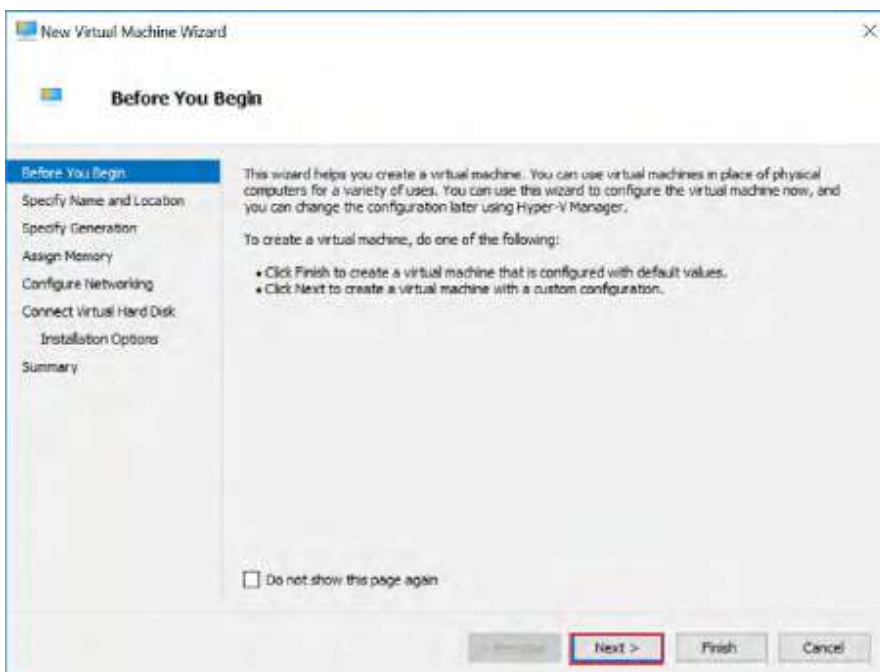 New Virtual Machine Wizard
Before You Begin
Before You Begin
Specify Name and Location
Specify Generation
Assign Memory
Configure Networking
Connect Virtual Hard Disk
Installation Options
Summary
This wizard helps you create a virtual machine. You can use virtual machines in place of physical
computers for a variety of uses. You can use this wizard to configure the virtual machine now, and
you can change the configuration later using Hyper-V Manager.
To create a virtual machine, do one of the following:
• Click Finish to create a virtual machine that is configured with default values.
• Click Next to create a virtual machine with a custom configuration.
Do not show this page again
< Previous
Next >
Finish
Cancel